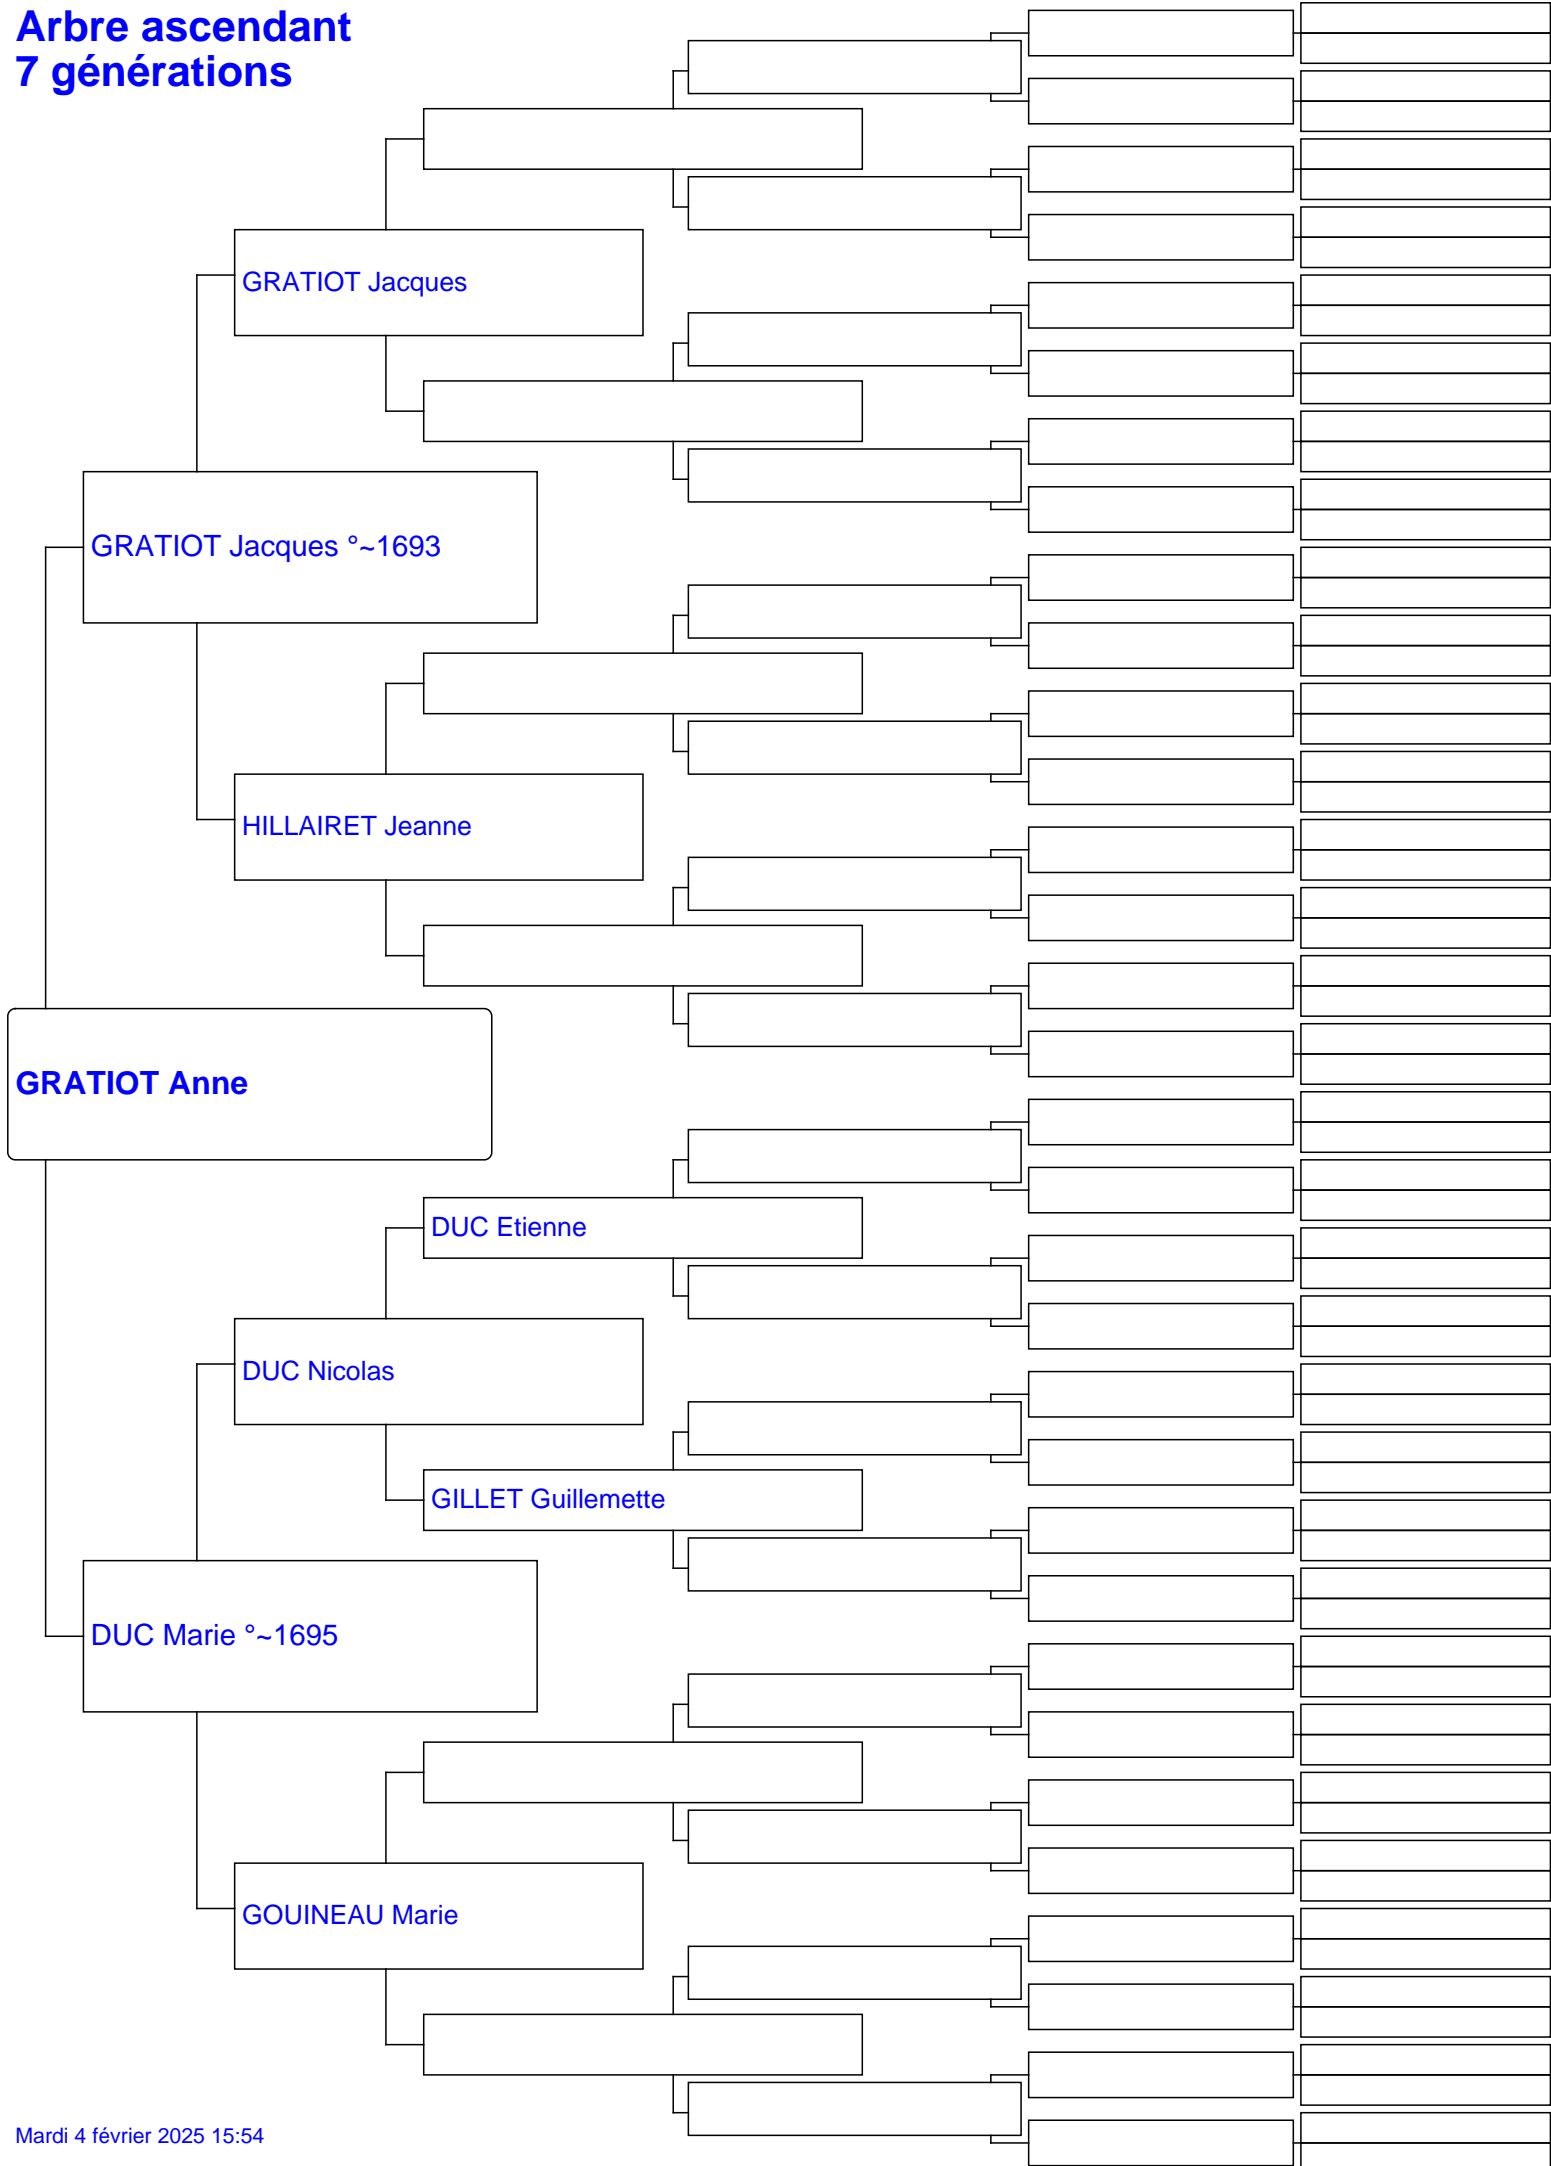 Arbre ascendant
7 générations
GRATIOT Jacques
GRATIOT Jacques °~1693
HILLAIRET Jeanne
GRATIOT Anne
DUC Etienne
DUC Nicolas
GILLET Guillemette
DUC Marie °~1695
GOUINEAU Marie
Mardi 4 février 2025 15:54